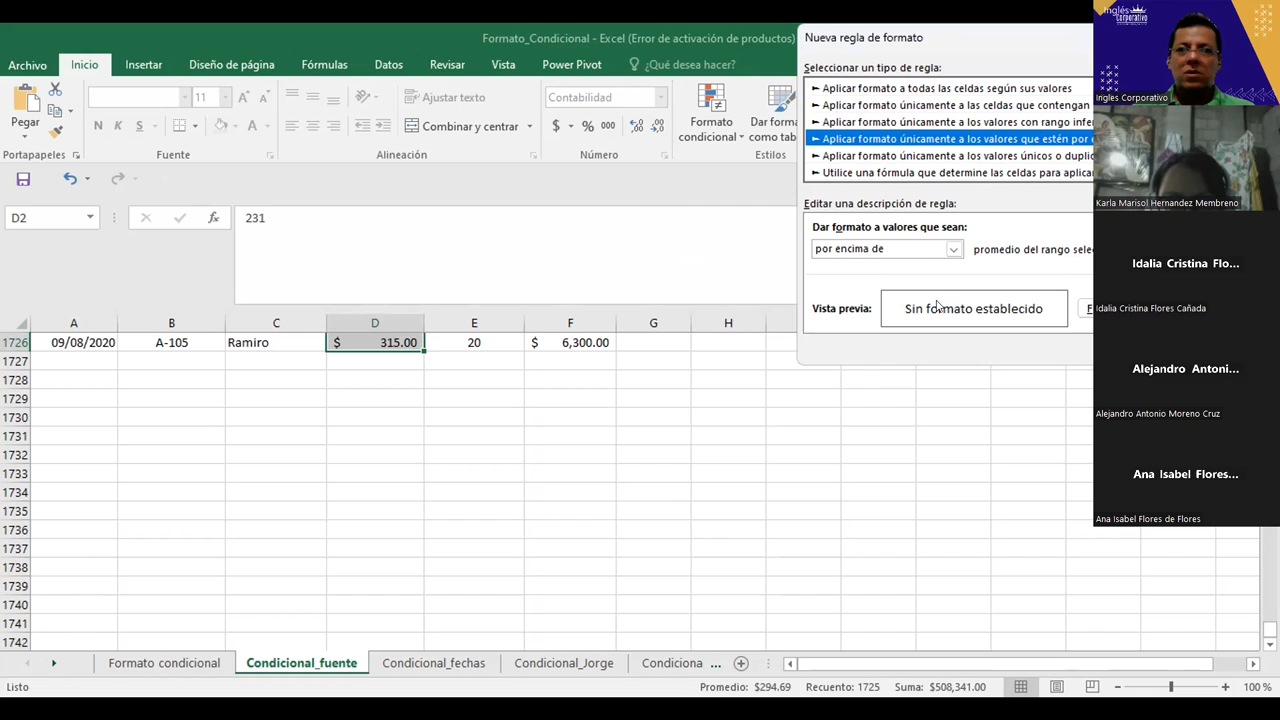 Formato_Condicional - Excel (Error de activación de productos)
Archivo Inicio Insertar Diseño de página Fórmulas Datos Revisar Vista Power Pivot ¿Qué desea hacer?
Pegar
11
A A
Ajustar texto
Contabilidad
N K S
Combinar y centrar
$ % 000
Formato condicional
Dar formato como tabla
Portapapeles Fuente Alineación Número Estilos
D2
fx
231
A B C D E F G H
1726 09/08/2020 A-105 Ramiro $ 315.00 20 $ 6,300.00
1727
1728
1729
1730
1731
1732
1733
1734
1735
1736
1737
1738
1739
1740
1741
1742
Formato condicional Condicional_fuente Condicional_fechas Condicional_Jorge Condiciona ...
Listo
Promedio: $294.69 Recuento: 1725 Suma: $508,341.00
100 %
Nueva regla de formato
Seleccionar un tipo de regla:
► Aplicar formato a todas las celdas según sus valores
► Aplicar formato únicamente a las celdas que contengan
► Aplicar formato únicamente a los valores con rango infe
► Aplicar formato únicamente a los valores que estén por
► Aplicar formato únicamente a los valores únicos o dupli
► Utilice una fórmula que determine las celdas para aplicar
Editar una descripción de regla:
Dar formato a valores que sean:
por encima de
promedio del rango sele
Vista previa:
Sin formato establecido
F
Inglés
Corporativo
Ingles Corporativo
Karla Marisol Hernandez Membreno
Idalia Cristina Flo...
Idalia Cristina Flores Cañada
Alejandro Antoni...
Alejandro Antonio Moreno Cruz
Ana Isabel Flores...
Ana Isabel Flores de Flores